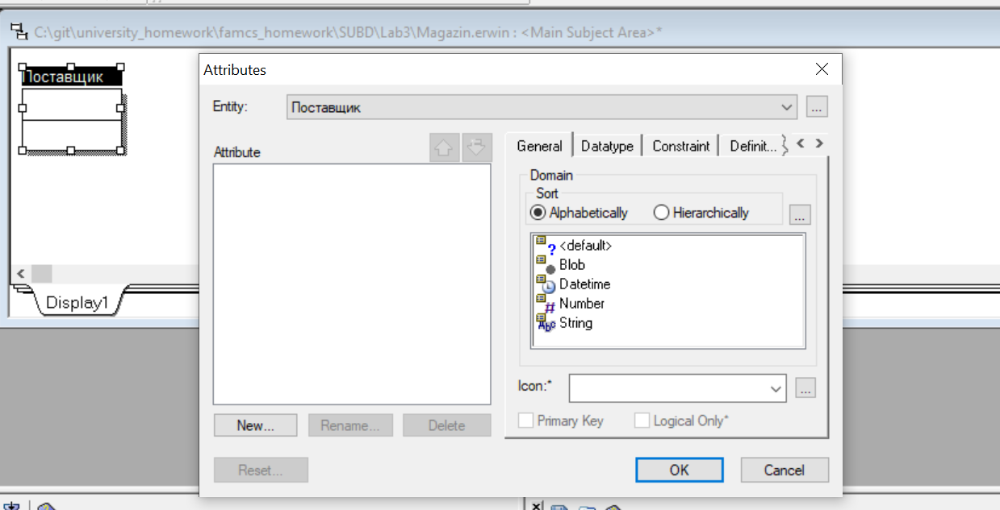 C:\git\university_homework\famcs_homework\SUBD\Lab3\Magazin.erwin : <Main Subject Area>*
Поставщик
Display1
Attributes
Entity:
Поставщик
...
Attribute
General
Datatype
Constraint
Definit...
Domain
Sort
Alphabetically
Hierarchically
...
<default>
Blob
Datetime
Number
String
Icon:*
...
Primary Key
Logical Only*
New...
Rename...
Delete
Reset...
OK
Cancel